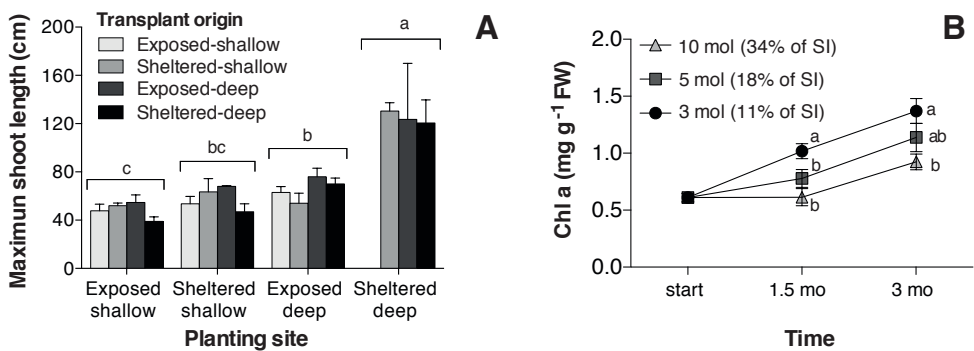 A
Maximun shoot length (cm)
200
160
120
80
40
0
Transplant origin
Exposed-shallow
Sheltered-shallow
Exposed-deep
Sheltered-deep
c
bc
b
a
Exposed shallow
Sheltered shallow
Exposed deep
Sheltered deep
Planting site
B
Chl a (mg g⁻¹ FW)
2.0
1.5
1.0
0.5
0.0
10 mol (34% of SI)
5 mol (18% of SI)
3 mol (11% of SI)
a
b
b
a
ab
b
start
1.5 mo
3 mo
Time